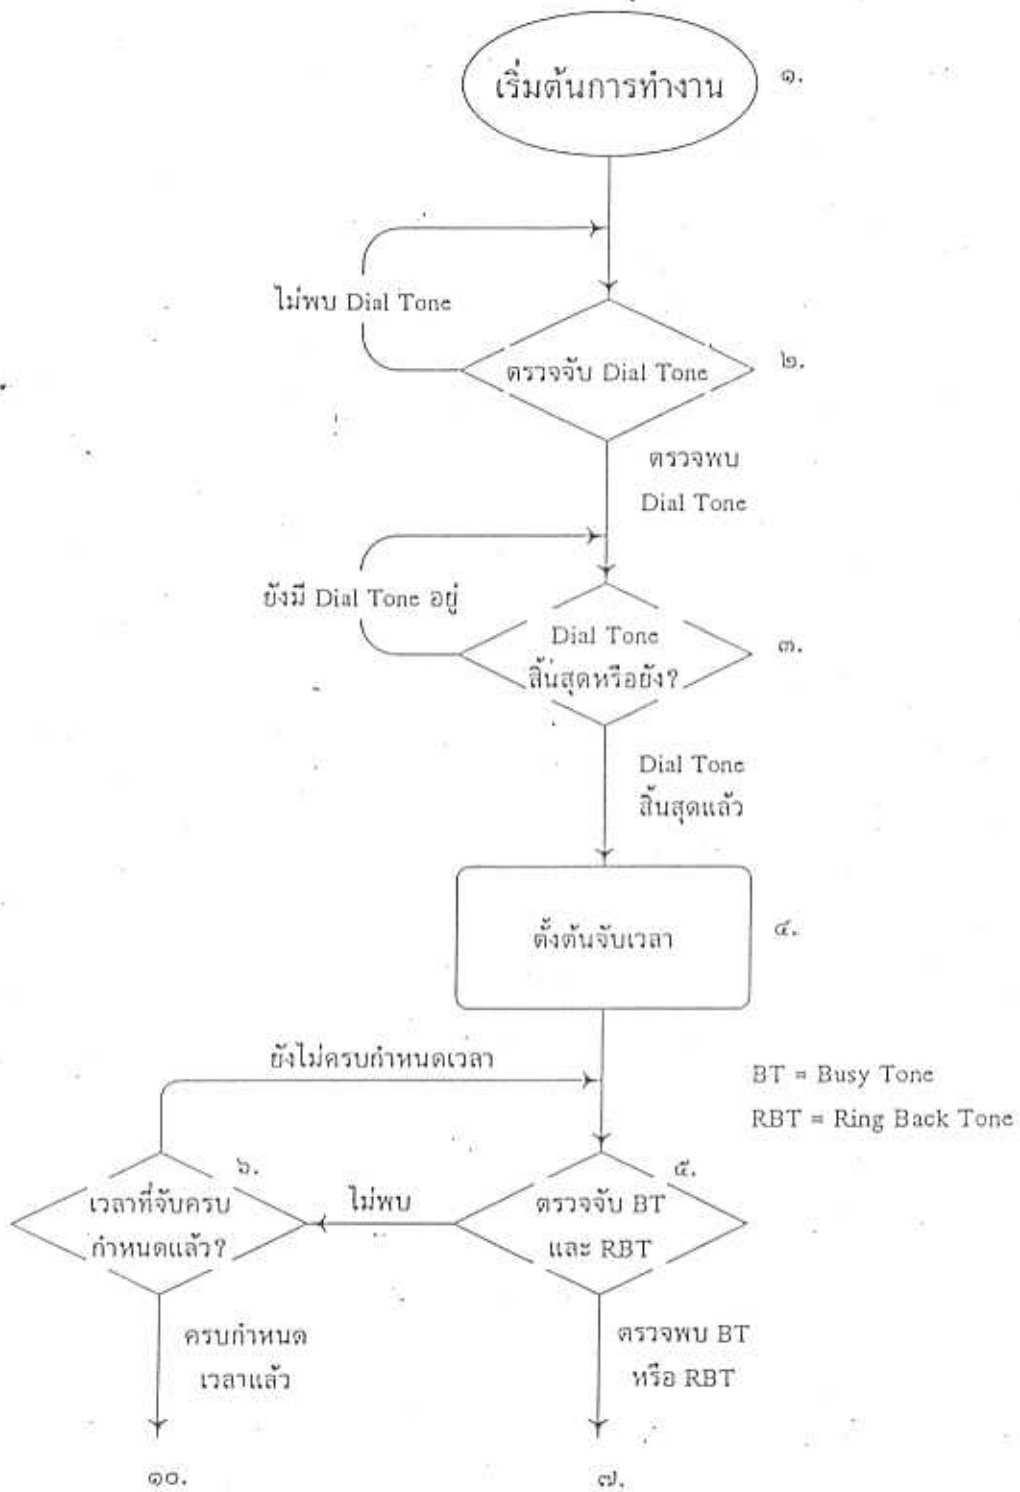 เริ่มต้นการทำงาน
๑.
ไม่พบ Dial Tone
ตรวจจับ Dial Tone
๒.
ตรวจพบ
Dial Tone
ยังมี Dial Tone อยู่
Dial Tone
สิ้นสุดหรือยัง?
๓.
Dial Tone
สิ้นสุดแล้ว
ตั้งต้นจับเวลา
๔.
ยังไม่ครบกำหนดเวลา
BT = Busy Tone
RBT = Ring Back Tone
๖.
เวลาที่จับครบ
กำหนดแล้ว?
ไม่พบ
๕.
ตรวจจับ BT
และ RBT
ครบกำหนด
เวลาแล้ว
ตรวจพบ BT
หรือ RBT
๑๐.
๗.